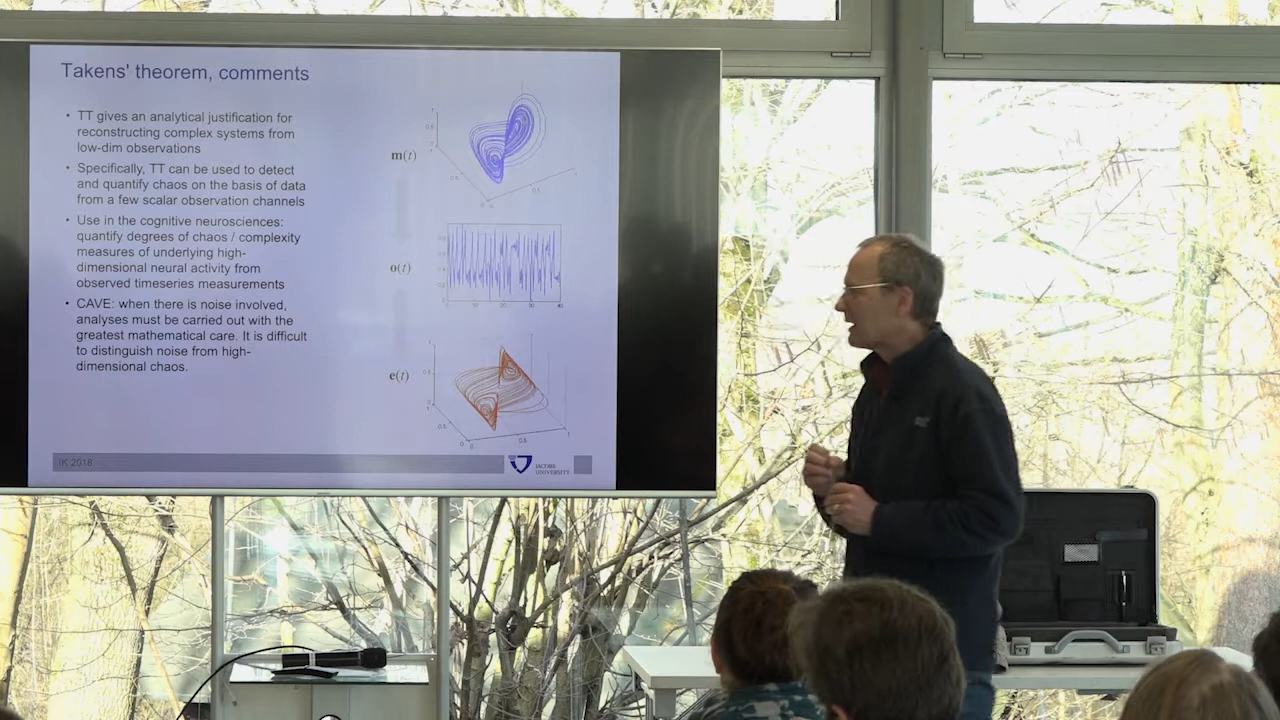 Takens' theorem, comments
• TT gives an analytical justification for
reconstructing complex systems from
low-dim observations
• Specifically, TT can be used to detect
and quantify chaos on the basis of data
from a few scalar observation channels
• Use in the cognitive neurosciences:
quantify degrees of chaos / complexity
measures of underlying high-
dimensional neural activity from
observed timeseries measurements
• CAVE: when there is noise involved,
analyses must be carried out with the
greatest mathematical care. It is difficult
to distinguish noise from high-
dimensional chaos.
m(t)
o(t)
e(t)
IK 2018
JACOBS
UNIVERSITY